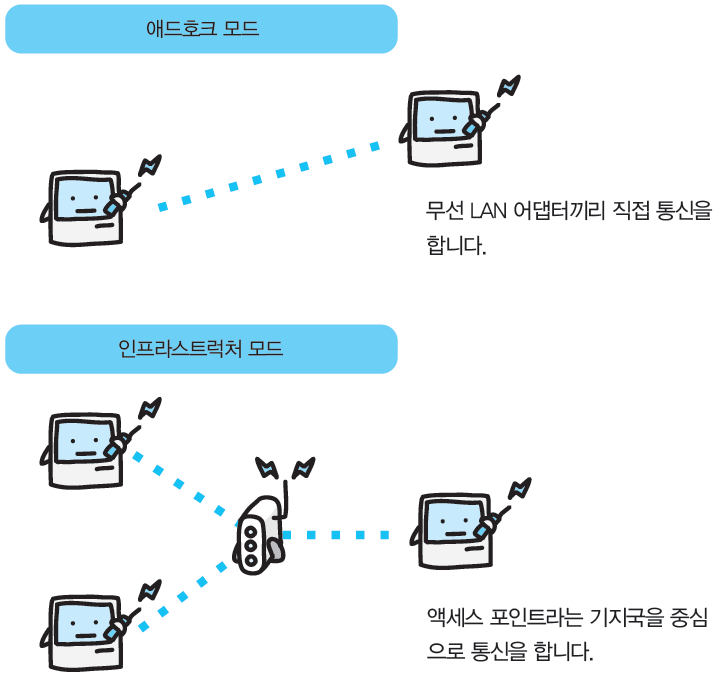 애드호크 모드
무선 LAN 어댑터끼리 직접 통신을
합니다.
인프라스트럭처 모드
액세스 포인트라는 기지국을 중심
으로 통신을 합니다.